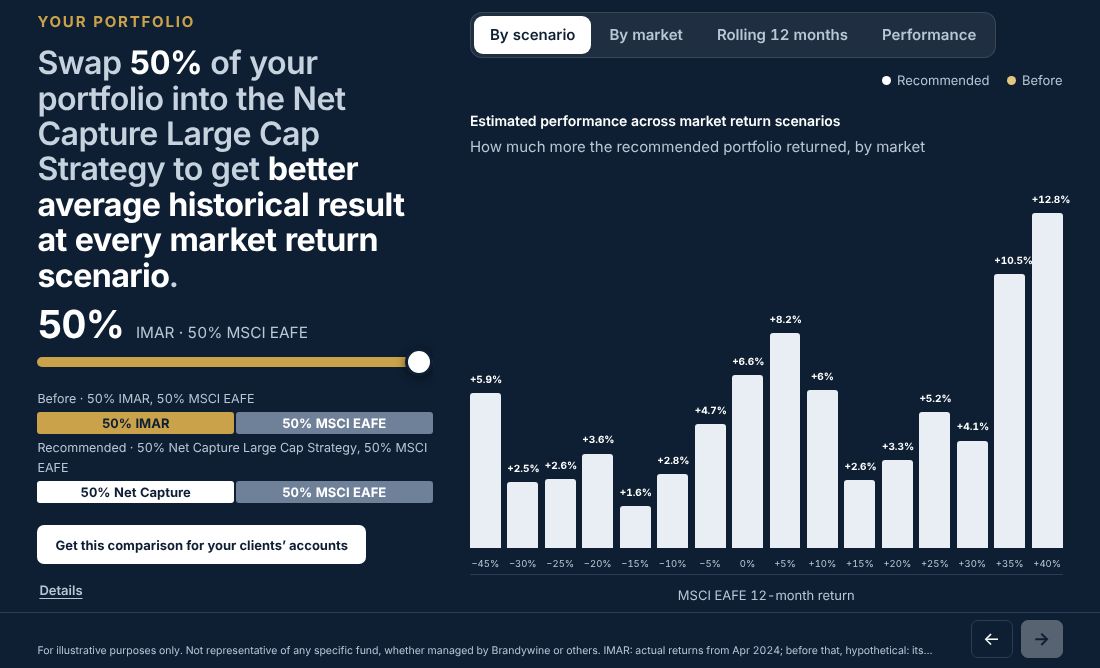 YOUR PORTFOLIO
Swap 50% of your
portfolio into the Net
Capture Large Cap
Strategy to get better
average historical result
at every market return
scenario.
50% IMAR · 50% MSCI EAFE
Before · 50% IMAR, 50% MSCI EAFE
50% IMAR 50% MSCI EAFE
Recommended · 50% Net Capture Large Cap Strategy, 50% MSCI
EAFE
50% Net Capture 50% MSCI EAFE
Get this comparison for your clients’ accounts
Details
By scenario By market Rolling 12 months Performance
Recommended Before
Estimated performance across market return scenarios
How much more the recommended portfolio returned, by market
+5.9% +2.5% +2.6% +3.6% +1.6% +2.8% +4.7% +6.6% +8.2% +6% +2.6% +3.3% +5.2% +4.1% +10.5% +12.8%
−45% −30% −25% −20% −15% −10% −5% 0% +5% +10% +15% +20% +25% +30% +35% +40%
MSCI EAFE 12-month return
For illustrative purposes only. Not representative of any specific fund, whether managed by Brandywine or others. IMAR: actual returns from Apr 2024; before that, hypothetical: its…
← →